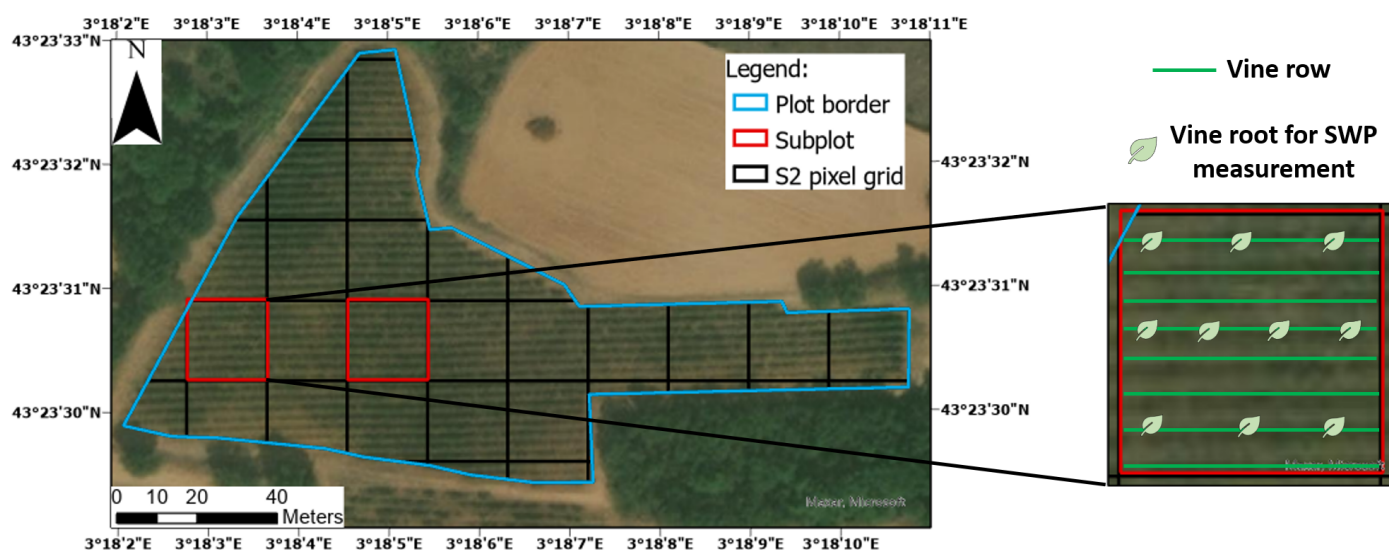 3°18'2"E 3°18'3"E 3°18'4"E 3°18'5"E 3°18'6"E 3°18'7"E 3°18'8"E 3°18'9"E 3°18'10"E 3°18'11"E
43°23'33"N
N
Legend:
Plot border
Subplot
S2 pixel grid
Vine row
Vine root for SWP
measurement
43°23'32"N
43°23'32"N
43°23'31"N
43°23'31"N
43°23'30"N
43°23'30"N
0 10 20 40
Meters
Maxar, Microsoft
Maxar, Microsoft
3°18'2"E 3°18'3"E 3°18'4"E 3°18'5"E 3°18'6"E 3°18'7"E 3°18'8"E 3°18'9"E 3°18'10"E